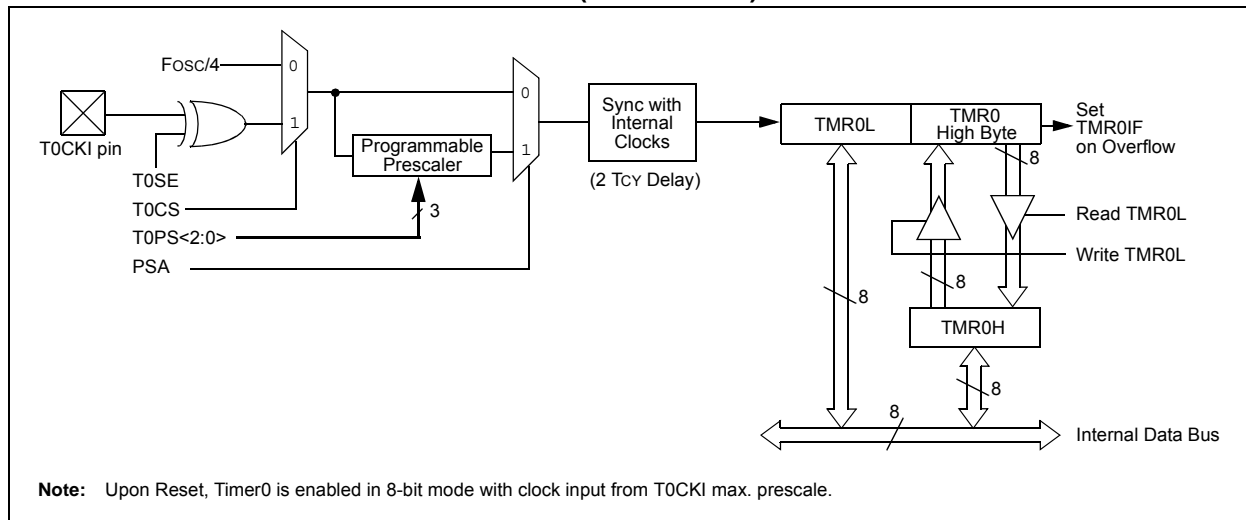 FOSC/4
0
1
T0CKI pin
T0SE
T0CS
T0PS<2:0>
PSA
Programmable
Prescaler
3
0
1
Sync with
Internal
Clocks
(2 TCY Delay)
TMR0L
TMR0
High Byte
Set
TMR0IF
on Overflow
8
Read TMR0L
Write TMR0L
8
8
TMR0H
8
8
Internal Data Bus
Note: Upon Reset, Timer0 is enabled in 8-bit mode with clock input from T0CKI max. prescale.